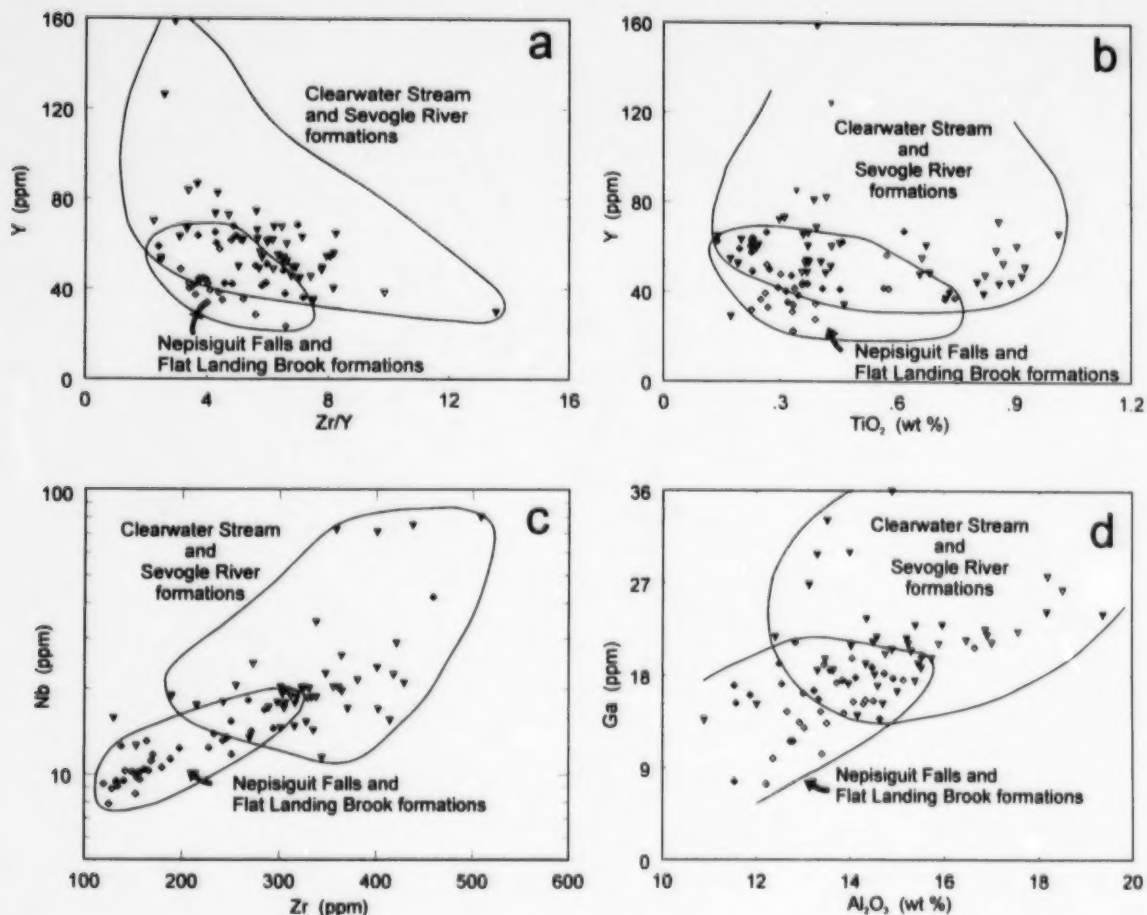 160
120
80
40
0
Y (ppm)
a
Clearwater Stream
and Sevogle River
formations
Nepisiguit Falls and
Flat Landing Brook formations
0
4
8
12
16
Zr/Y
160
120
80
40
0
Y (ppm)
b
Clearwater Stream
and
Sevogle River
formations
Nepisiguit Falls and
Flat Landing Brook formations
0
.3
.6
.9
1.2
TiO₂ (wt %)
100
10
Nb (ppm)
c
Clearwater Stream
and
Sevogle River
formations
Nepisiguit Falls and
Flat Landing Brook formations
100
200
300
400
500
600
Zr (ppm)
36
27
18
9
0
Ga (ppm)
d
Clearwater Stream
and
Sevogle River
formations
Nepisiguit Falls and
Flat Landing Brook formations
10
12
14
16
18
20
Al₂O₃ (wt %)